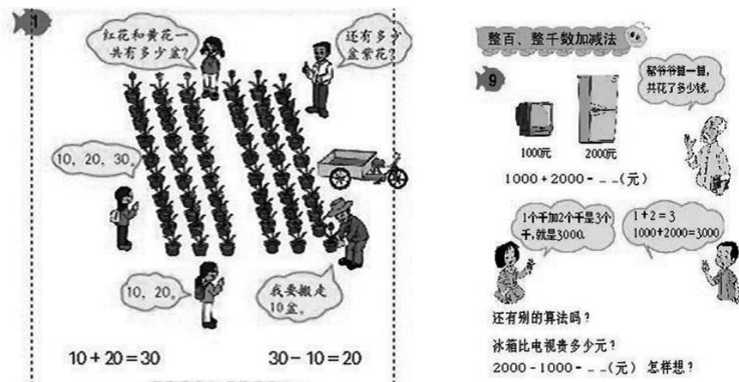 1
红花和黄花一
共有多少盆?
还有多少
盆紫花?
10、20、30。
10、20。
我要搬走
10盆。
10+20=30
30-10=20
整百、整千数加减法
9
帮爷爷算一算,
共花了多少钱.
1000元
2000元
1000+2000=__(元)
1个千加2个千是3个
千,就是3000.
1+2=3
1000+2000=3000
还有别的算法吗?
冰箱比电视贵多少元?
2000-1000=__(元) 怎样想?